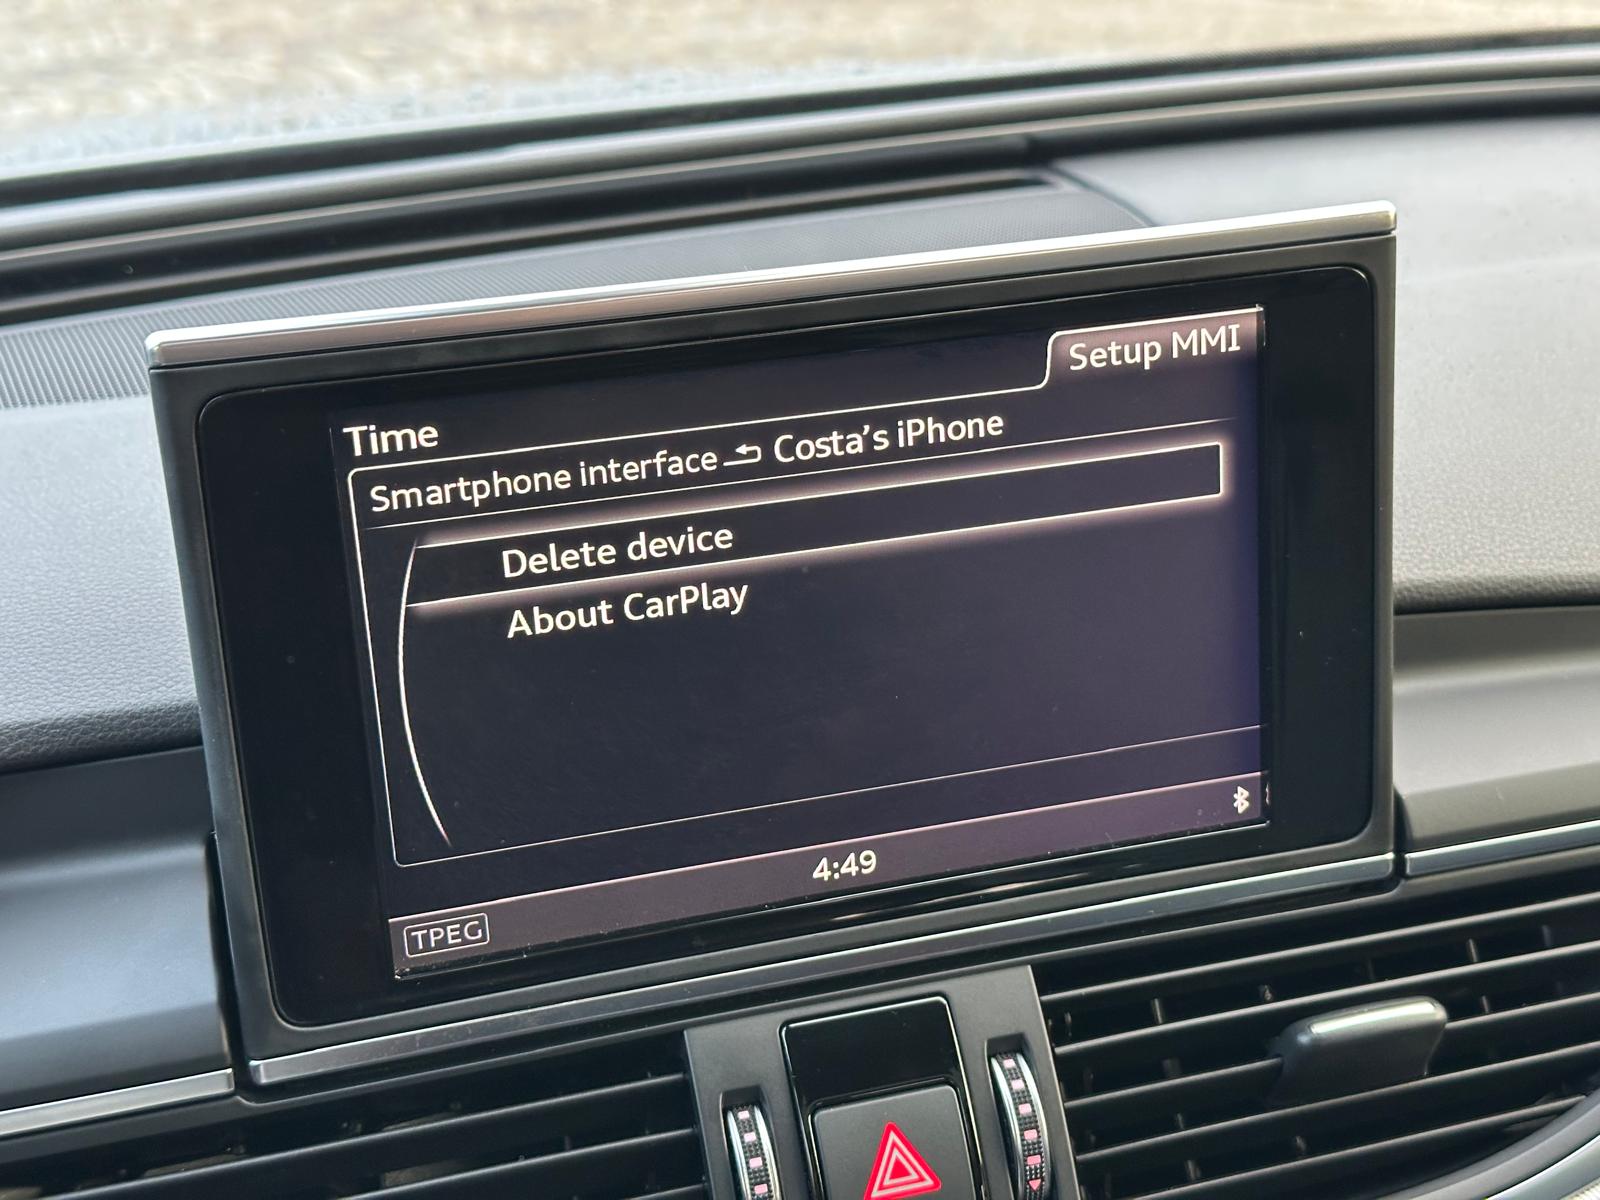 Setup MMI
Time
Smartphone interface Costa's iPhone
Delete device
About CarPlay
4:49
TPEG